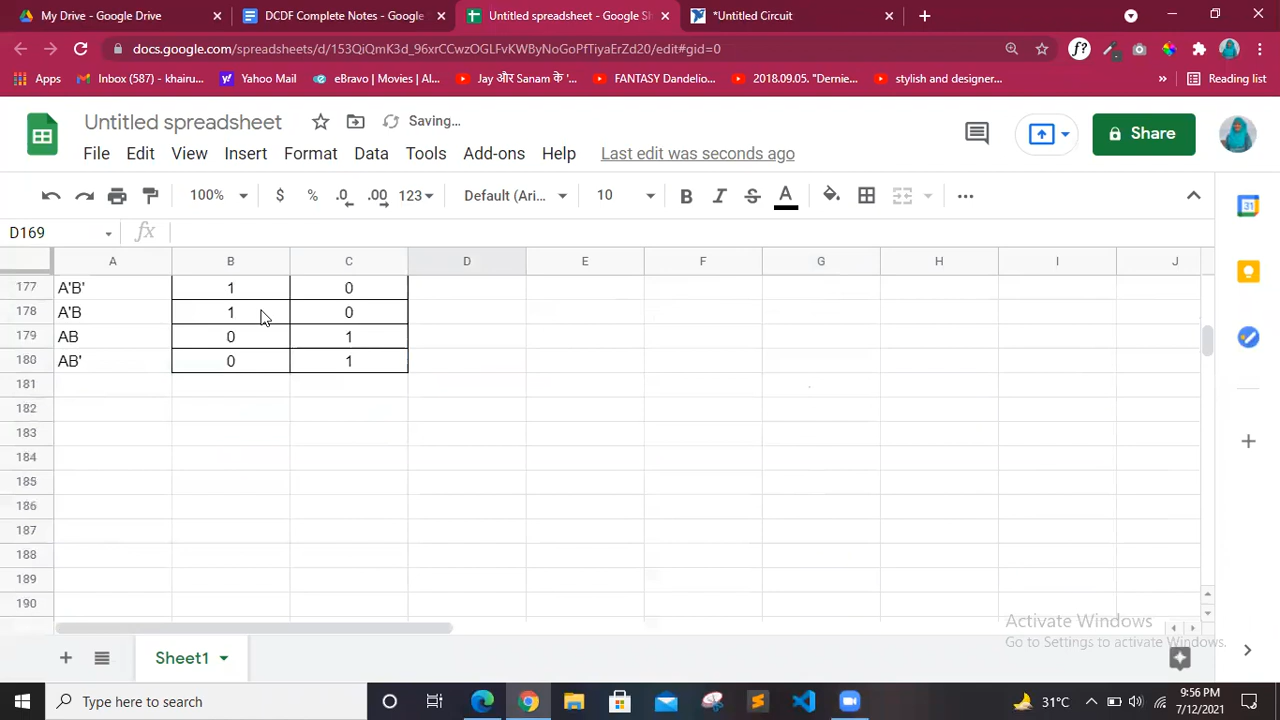 My Drive - Google Drive
DCDF Complete Notes - Google
Untitled spreadsheet - Google Sh
*Untitled Circuit
docs.google.com/spreadsheets/d/153QiQmK3d_96xrCCwzOGLFvKWByNoGoPfTiyaErZd20/edit#gid=0
Apps
Inbox (587) - khairu...
Yahoo Mail
eBravo | Movies | Al...
Jay और Sanam के '...
FANTASY Dandelio...
2018.09.05. "Dernie...
stylish and designer...
»
Reading list
Untitled spreadsheet
Saving...
Share
File Edit View Insert Format Data Tools Add-ons Help Last edit was seconds ago
100% $ % .0 .00 123 Default (Ari... 10 B I S A ...
D169 fx
A B C D E F G H I J
177 A'B' 1 0
178 A'B 1 0
179 AB 0 1
180 AB' 0 1
181
182
183
184
185
186
187
188
189
190
Activate Windows
Go to Settings to activate Windows.
Sheet1
Type here to search
31°C
9:56 PM
7/12/2021
31